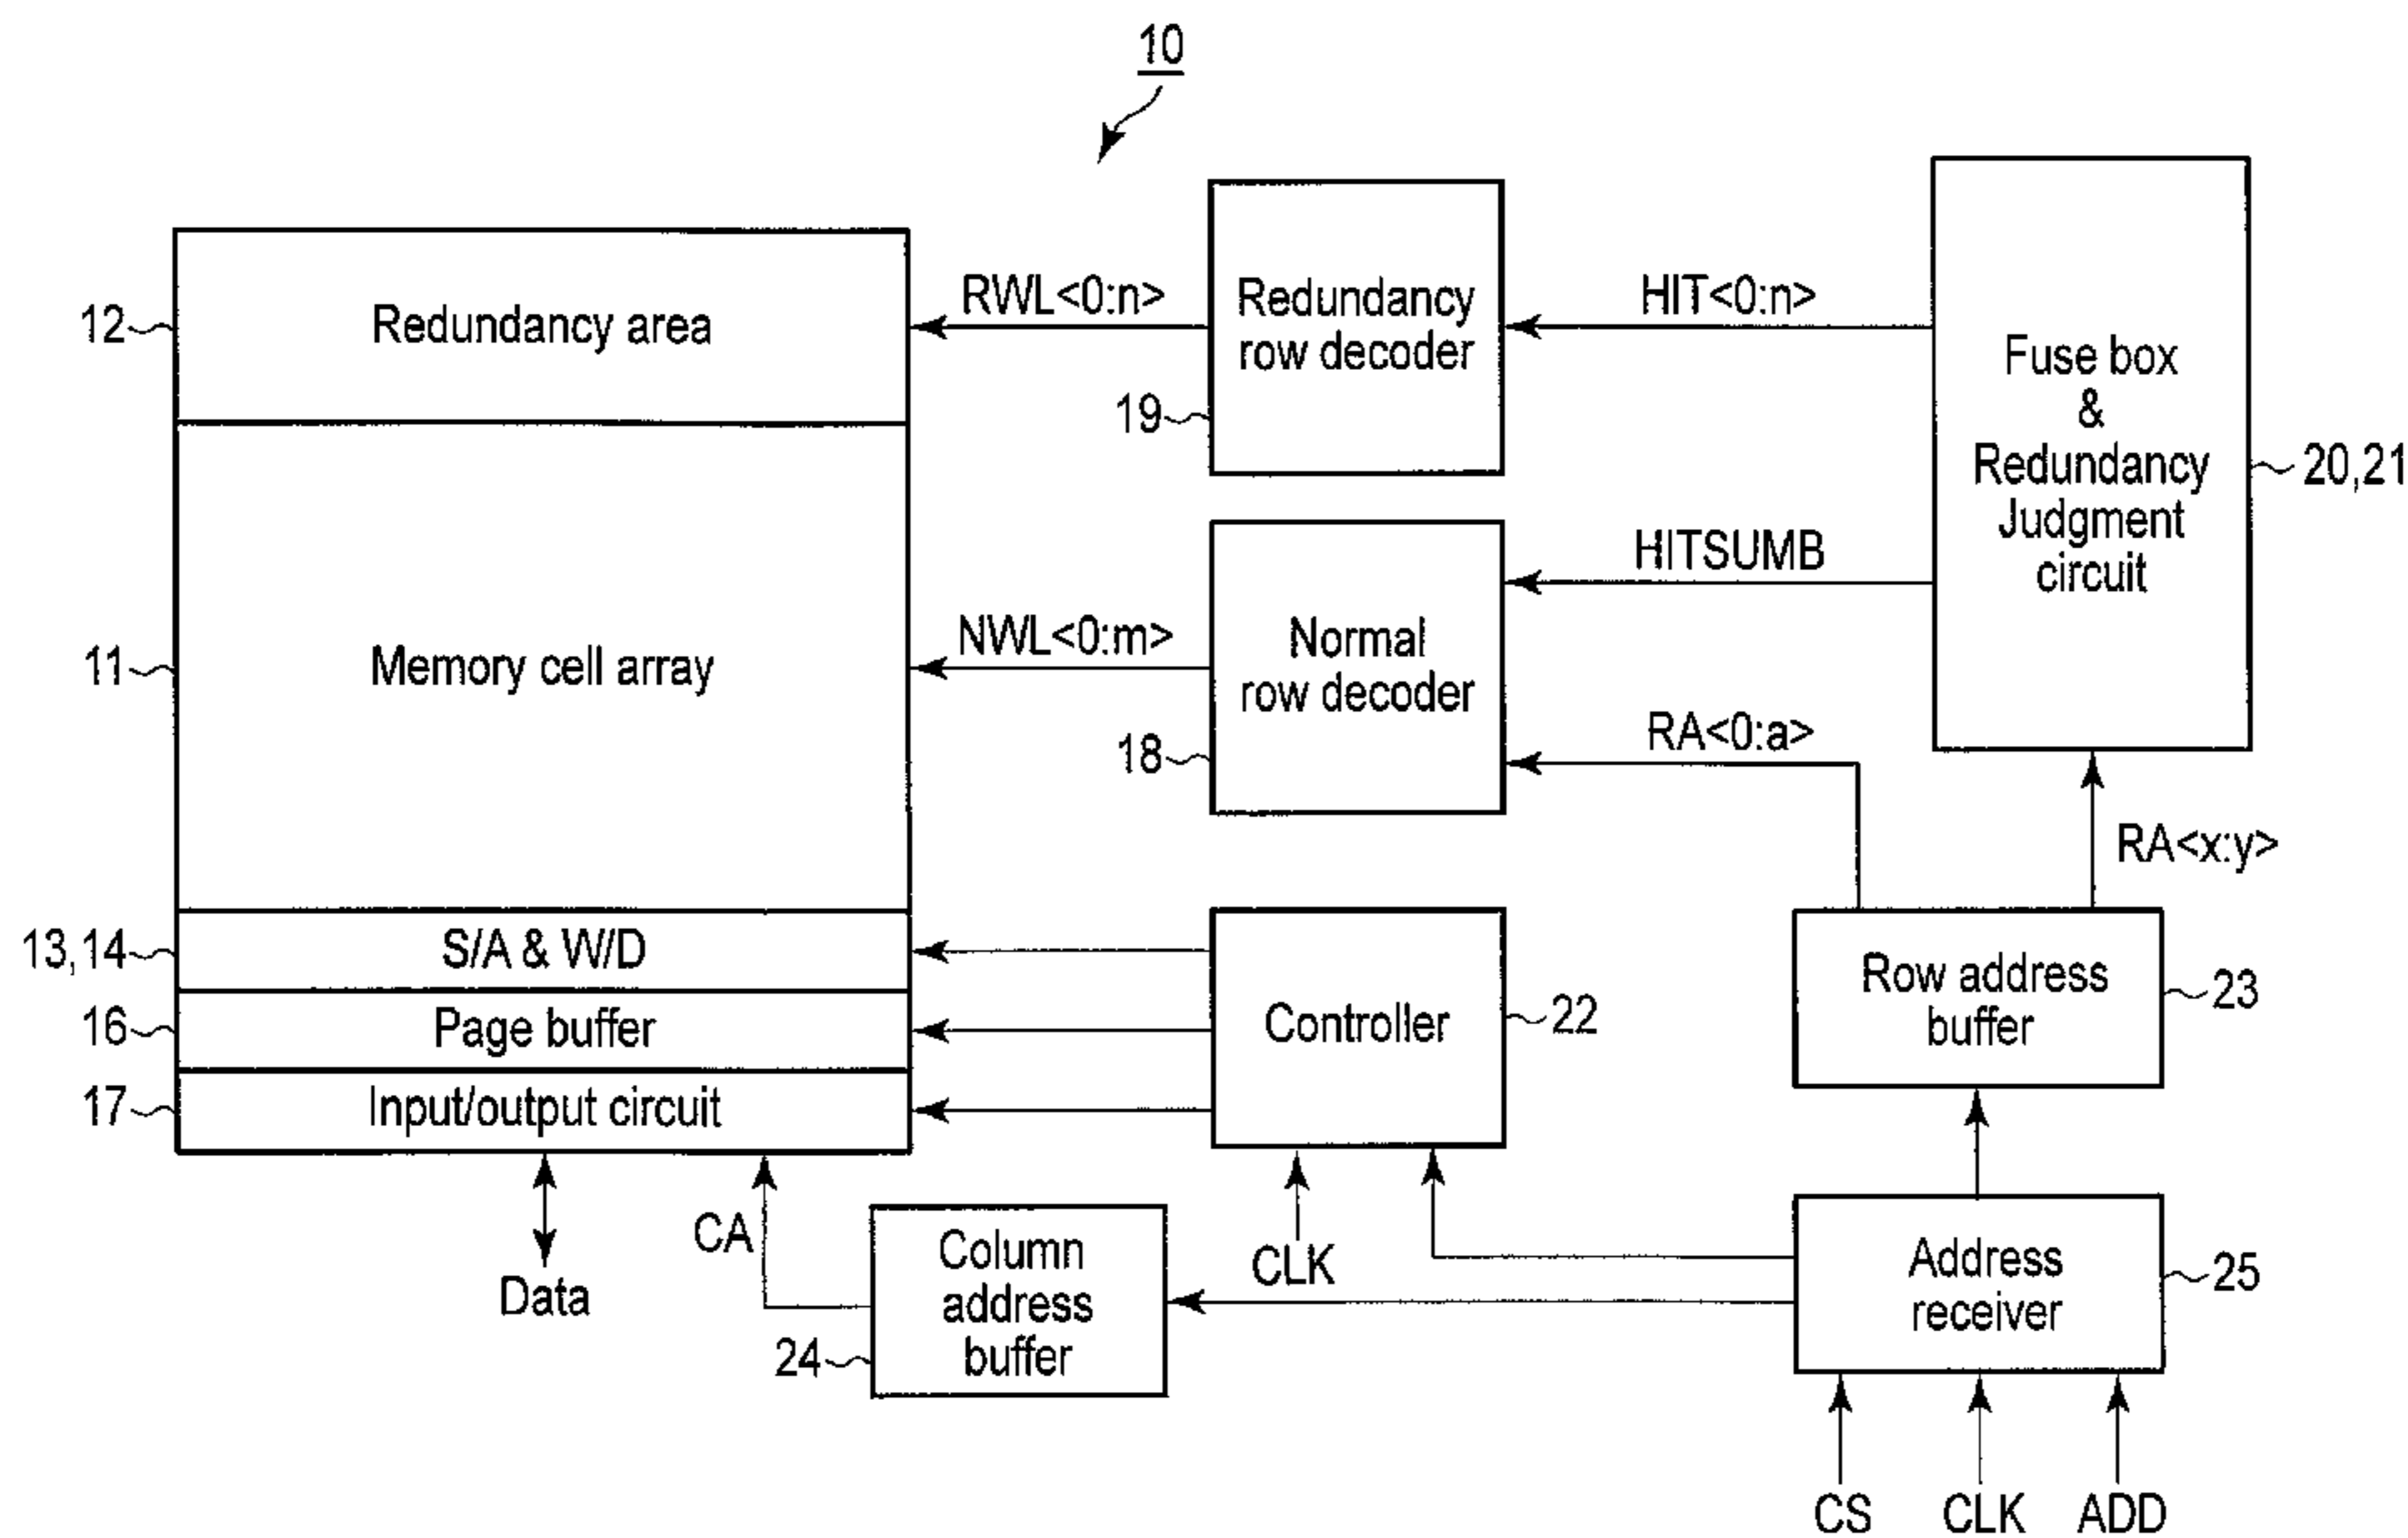 10
12
Redundancy area
RWL<0:n>
Redundancy
row decoder
19
HIT<0:n>
Fuse box
&
Redundancy
Judgment
circuit
20,21
11
Memory cell array
NWL<0:m>
Normal
row decoder
18
HITSUMB
RA<0:a>
RA<x:y>
13,14
S/A & W/D
16
Page buffer
17
Input/output circuit
Controller
22
Row address
buffer
23
Data
CA
Column
address
buffer
24
CLK
Address
receiver
25
CS
CLK
ADD